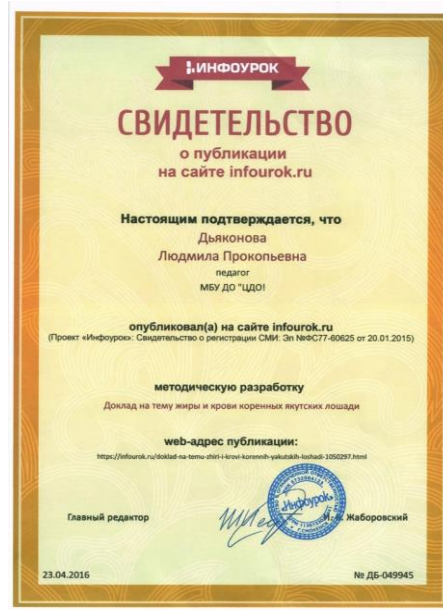 ИНФОУРОК
СВИДЕТЕЛЬСТВО
о публикации
на сайте infourok.ru
Настоящим подтверждается, что
Дьяконова
Людмила Прокопьевна
педагог
МБУ ДО "ЦДО!
опубликовал(а) на сайте infourok.ru
(Проект «Инфоурок»: Свидетельство о регистрации СМИ: Эл №ФС77-60625 от 20.01.2015)
методическую разработку
Доклад на тему жиры и крови коренных якутских лошади
web-адрес публикации:
https://infourok.ru/doklad-na-temu-zhiri-i-krovi-korennih-yakutskih-loshadi-1050297.html
«Инфоурок»
Главный редактор
Жаборовский
23.04.2016
№ ДБ-049945